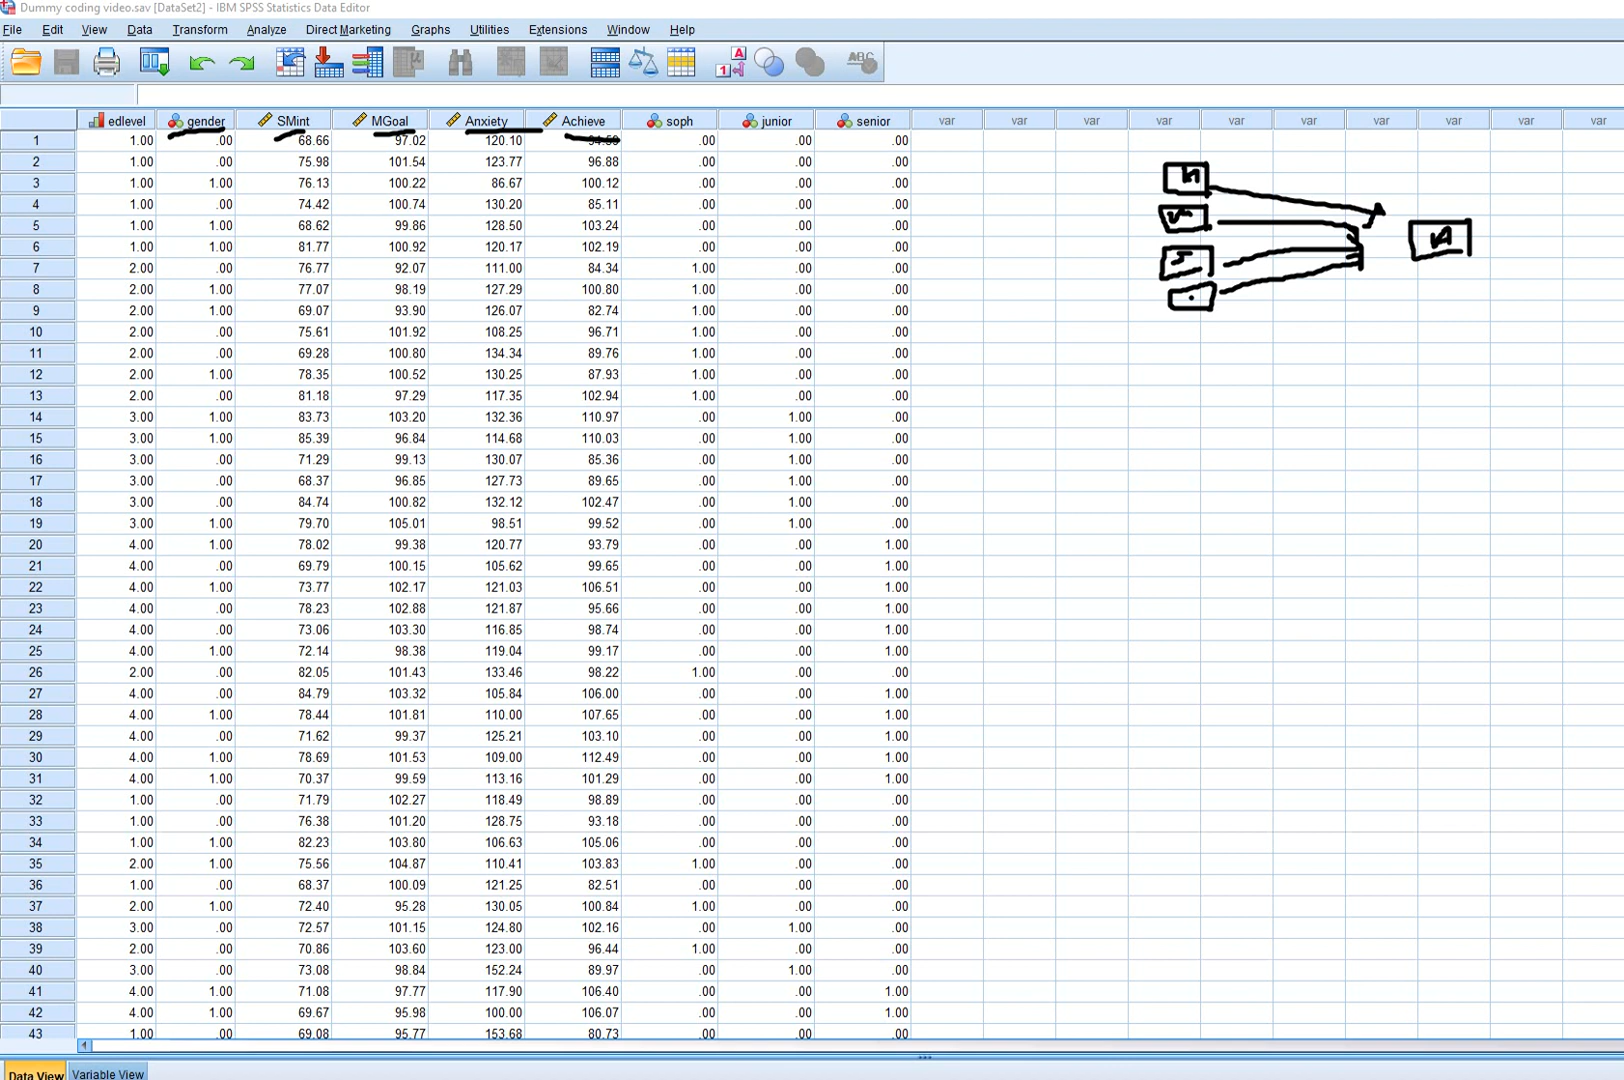 Dummy coding video.sav [DataSet2] - IBM SPSS Statistics Data Editor
File Edit View Data Transform Analyze Direct Marketing Graphs Utilities Extensions Window Help
edlevel gender SMint MGoal Anxiety Achieve soph junior senior var var var var var var var var var var
1 1.00 .00 68.66 97.02 120.10 .00 .00 .00
2 1.00 .00 75.98 101.54 123.77 96.88 .00 .00 .00
3 1.00 1.00 76.13 100.22 86.67 100.12 .00 .00 .00
4 1.00 .00 74.42 100.74 130.20 85.11 .00 .00 .00
5 1.00 1.00 68.62 99.86 128.50 103.24 .00 .00 .00
6 1.00 1.00 81.77 100.92 120.17 102.19 .00 .00 .00
7 2.00 .00 76.77 92.07 111.00 84.34 1.00 .00 .00
8 2.00 1.00 77.07 98.19 127.29 100.80 1.00 .00 .00
9 2.00 1.00 69.07 93.90 126.07 82.74 1.00 .00 .00
10 2.00 .00 75.61 101.92 108.25 96.71 1.00 .00 .00
11 2.00 .00 69.28 100.80 134.34 89.76 1.00 .00 .00
12 2.00 1.00 78.35 100.52 130.25 87.93 1.00 .00 .00
13 2.00 .00 81.18 97.29 117.35 102.94 1.00 .00 .00
14 3.00 1.00 83.73 103.20 132.36 110.97 .00 1.00 .00
15 3.00 1.00 85.39 96.84 114.68 110.03 .00 1.00 .00
16 3.00 .00 71.29 99.13 130.07 85.36 .00 1.00 .00
17 3.00 .00 68.37 96.85 127.73 89.65 .00 1.00 .00
18 3.00 .00 84.74 100.82 132.12 102.47 .00 1.00 .00
19 3.00 1.00 79.70 105.01 98.51 99.52 .00 1.00 .00
20 4.00 1.00 78.02 99.38 120.77 93.79 .00 .00 1.00
21 4.00 .00 69.79 100.15 105.62 99.65 .00 .00 1.00
22 4.00 1.00 73.77 102.17 121.03 106.51 .00 .00 1.00
23 4.00 .00 78.23 102.88 121.87 95.66 .00 .00 1.00
24 4.00 .00 73.06 103.30 116.85 98.74 .00 .00 1.00
25 4.00 1.00 72.14 98.38 119.04 99.17 .00 .00 1.00
26 2.00 .00 82.05 101.43 133.46 98.22 1.00 .00 .00
27 4.00 .00 84.79 103.32 105.84 106.00 .00 .00 1.00
28 4.00 1.00 78.44 101.81 110.00 107.65 .00 .00 1.00
29 4.00 .00 71.62 99.37 125.21 103.10 .00 .00 1.00
30 4.00 1.00 78.69 101.53 109.00 112.49 .00 .00 1.00
31 4.00 1.00 70.37 99.59 113.16 101.29 .00 .00 1.00
32 1.00 .00 71.79 102.27 118.49 98.89 .00 .00 .00
33 1.00 .00 76.38 101.20 128.75 93.18 .00 .00 .00
34 1.00 1.00 82.23 103.80 106.63 105.06 .00 .00 .00
35 2.00 1.00 75.56 104.87 110.41 103.83 1.00 .00 .00
36 1.00 .00 68.37 100.09 121.25 82.51 .00 .00 .00
37 2.00 1.00 72.40 95.28 130.05 100.84 1.00 .00 .00
38 3.00 .00 72.57 101.15 124.80 102.16 .00 1.00 .00
39 2.00 .00 70.86 103.60 123.00 96.44 1.00 .00 .00
40 3.00 .00 73.08 98.84 152.24 89.97 .00 1.00 .00
41 4.00 1.00 71.08 97.77 117.90 106.40 .00 .00 1.00
42 4.00 1.00 69.67 95.98 100.00 106.07 .00 .00 1.00
43 1.00 .00 69.08 95.77 153.68 80.73 .00 .00 .00
Data View Variable View